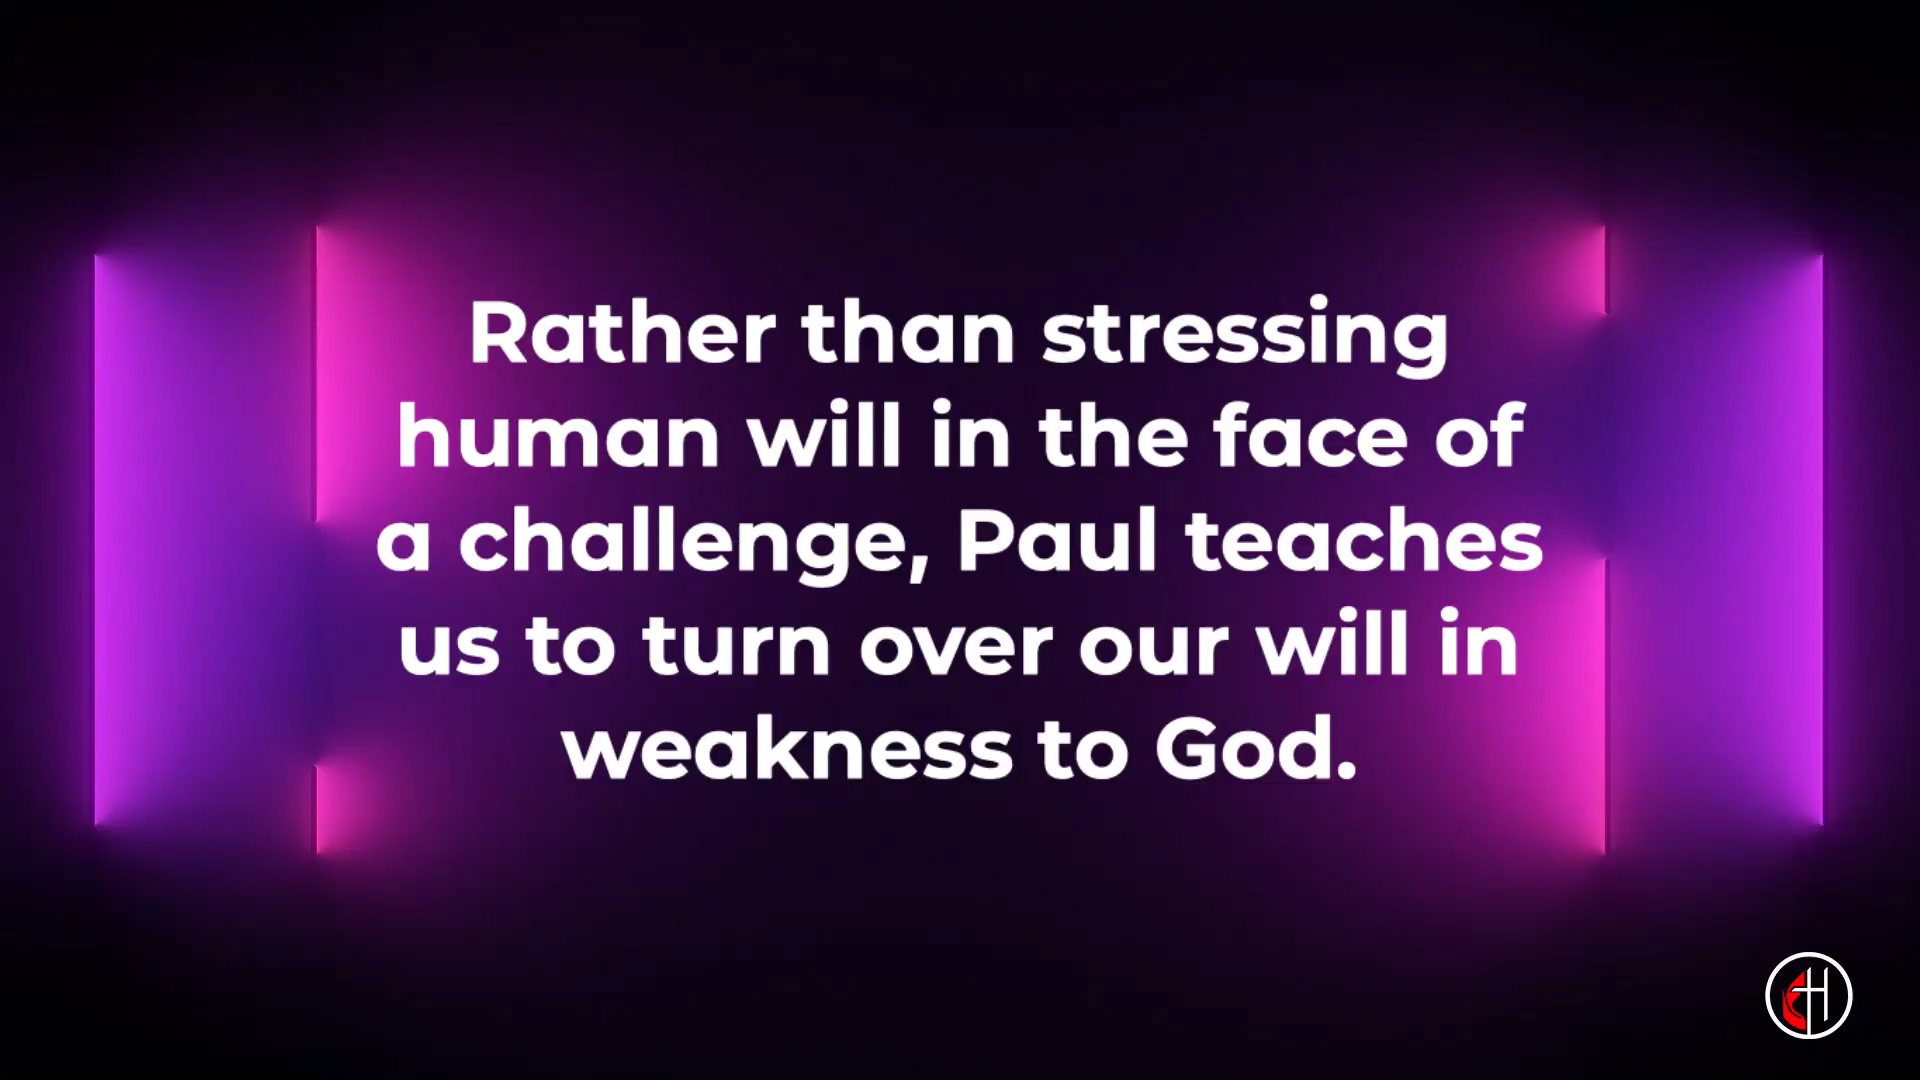 Rather than stressing
human will in the face of
a challenge, Paul teaches
us to turn over our will in
weakness to God.